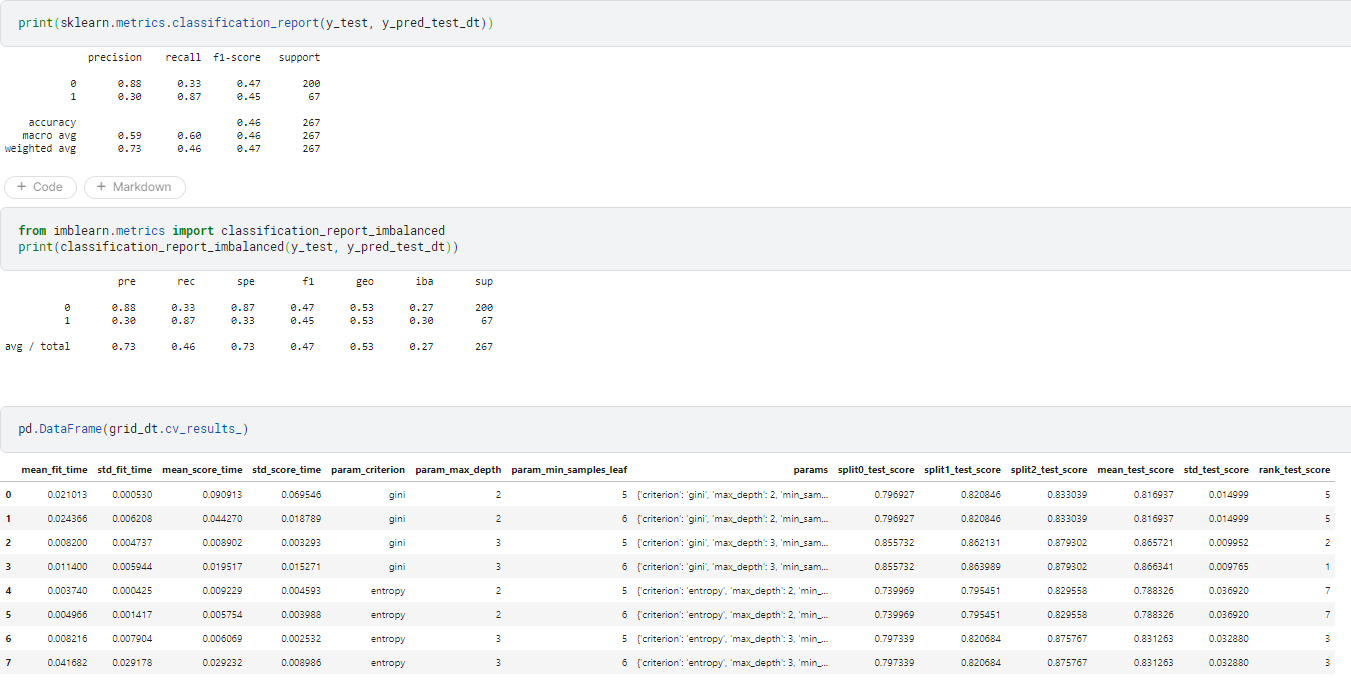 print(sklearn.metrics.classification_report(y_test, y_pred_test_dt))
precision recall f1-score support
0 0.88 0.33 0.47 200
1 0.30 0.87 0.45 67
accuracy 0.46 267
macro avg 0.59 0.60 0.46 267
weighted avg 0.73 0.46 0.47 267
+ Code + Markdown
from imblearn.metrics import classification_report_imbalanced
print(classification_report_imbalanced(y_test, y_pred_test_dt))
pre rec spe f1 geo iba sup
0 0.88 0.33 0.87 0.47 0.53 0.27 200
1 0.30 0.87 0.33 0.45 0.53 0.30 67
avg / total 0.73 0.46 0.73 0.47 0.53 0.27 267
pd.DataFrame(grid_dt.cv_results_)
mean_fit_time std_fit_time mean_score_time std_score_time param_criterion param_max_depth param_min_samples_leaf params split0_test_score split1_test_score split2_test_score mean_test_score std_test_score rank_test_score
0 0.021013 0.000530 0.090913 0.069546 gini 2 5 {'criterion': 'gini', 'max_depth': 2, 'min_sam... 0.796927 0.820846 0.833039 0.816937 0.014999 5
1 0.024366 0.006208 0.044270 0.018789 gini 2 6 {'criterion': 'gini', 'max_depth': 2, 'min_sam... 0.796927 0.820846 0.833039 0.816937 0.014999 5
2 0.008200 0.004737 0.008902 0.003293 gini 3 5 {'criterion': 'gini', 'max_depth': 3, 'min_sam... 0.855732 0.862131 0.879302 0.865721 0.009952 2
3 0.011400 0.005944 0.019517 0.015271 gini 3 6 {'criterion': 'gini', 'max_depth': 3, 'min_sam... 0.855732 0.863989 0.879302 0.866341 0.009765 1
4 0.003740 0.000425 0.009229 0.004593 entropy 2 5 {'criterion': 'entropy', 'max_depth': 2, 'min_... 0.739969 0.795451 0.829558 0.788326 0.036920 7
5 0.004966 0.001417 0.005754 0.003988 entropy 2 6 {'criterion': 'entropy', 'max_depth': 2, 'min_... 0.739969 0.795451 0.829558 0.788326 0.036920 7
6 0.008216 0.007904 0.006069 0.002532 entropy 3 5 {'criterion': 'entropy', 'max_depth': 3, 'min_... 0.797339 0.820684 0.875767 0.831263 0.032880 3
7 0.041682 0.029178 0.029232 0.008986 entropy 3 6 {'criterion': 'entropy', 'max_depth': 3, 'min_... 0.797339 0.820684 0.875767 0.831263 0.032880 3